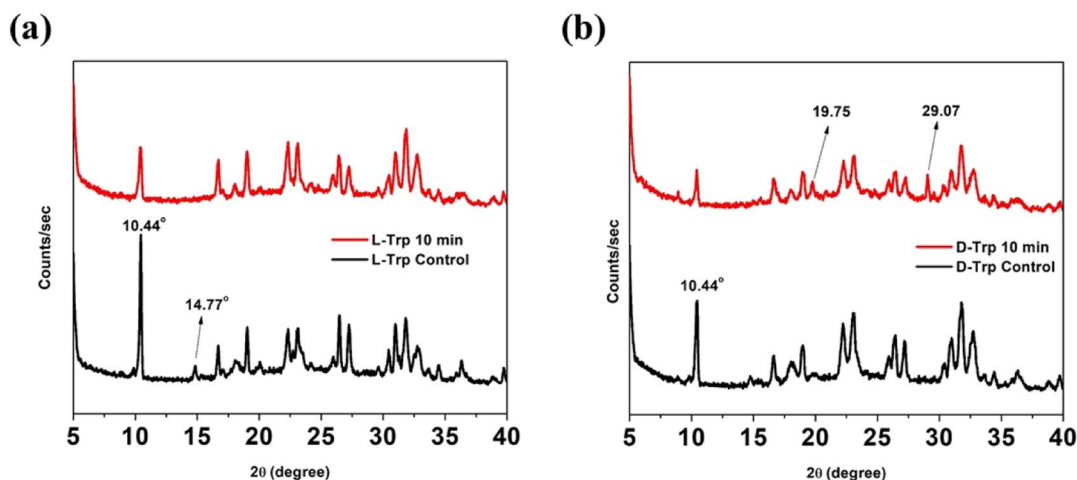 (a)
Counts/sec
10.44°
14.77°
L-Trp 10 min
L-Trp Control
5 10 15 20 25 30 35 40
2θ (degree)
(b)
Counts/sec
19.75
29.07
10.44°
D-Trp 10 min
D-Trp Control
5 10 15 20 25 30 35 40
2θ (degree)